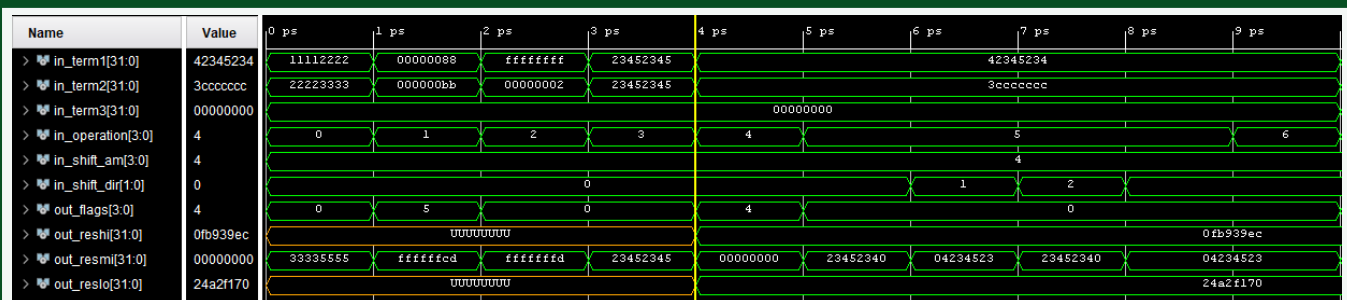 Name Value 0 ps 1 ps 2 ps 3 ps 4 ps 5 ps 6 ps 7 ps 8 ps 9 ps
> in_term1[31:0] 42345234 11112222 00000088 ffffffff 23452345 42345234
> in_term2[31:0] 3ccccccc 22223333 000000bb 00000002 23452345 3ccccccc
> in_term3[31:0] 00000000 00000000
> in_operation[3:0] 4 0 1 2 3 4 5 6
> in_shift_am[3:0] 4 4
> in_shift_dir[1:0] 0 0 1 2
> out_flags[3:0] 4 0 5 0 4 0
> out_reshi[31:0] 0fb939ec UUUUUUUU 0fb939ec
> out_resmi[31:0] 00000000 33335555 ffffffcd fffffffd 23452345 00000000 23452340 04234523 23452340 04234523
> out_reslo[31:0] 24a2f170 UUUUUUUU 24a2f170